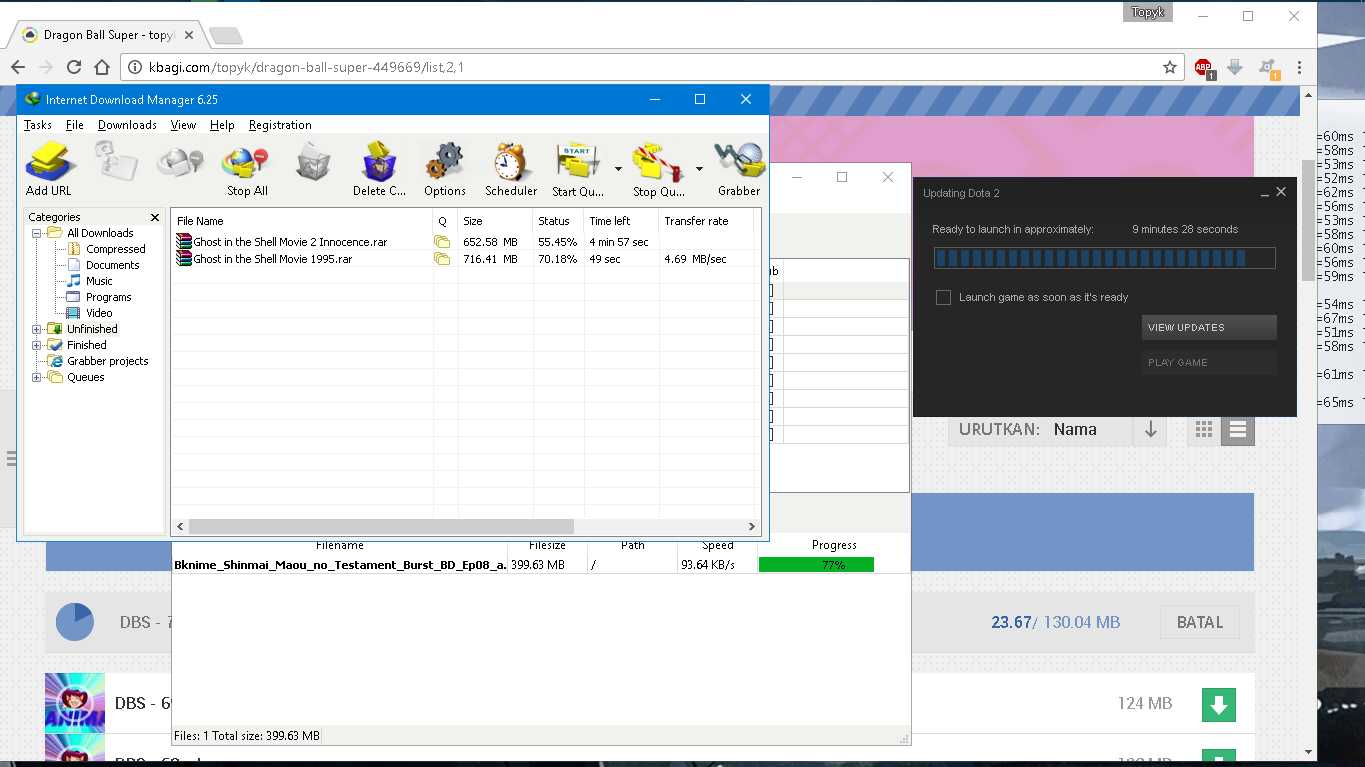 Topyk
Dragon Ball Super - topy
kbagi.com/topyk/dragon-ball-super-449669/list,2,1
ABP
1
1
Internet Download Manager 6.25
Tasks File Downloads View Help Registration
Add URL
Stop All
Delete C...
Options
Scheduler
START
Start Qu...
Stop Qu...
Grabber
Categories
All Downloads
Compressed
Documents
Music
Programs
Video
Unfinished
Finished
Grabber projects
Queues
File Name Q Size Status Time left Transfer rate
Ghost in the Shell Movie 2 Innocence.rar 652.58 MB 55.45% 4 min 57 sec
Ghost in the Shell Movie 1995.rar 716.41 MB 70.18% 49 sec 4.69 MB/sec
Updating Dota 2
Ready to launch in approximately: 9 minutes 28 seconds
Launch game as soon as it's ready
VIEW UPDATES
PLAY GAME
=60ms
=58ms
=53ms
=52ms
=62ms
=56ms
=53ms
=58ms
=60ms
=56ms
=59ms
=54ms
=67ms
=51ms
=58ms
=61ms
=65ms
URUTKAN: Nama
Filename Filesize Path Speed Progress
Bknime_Shinmai_Maou_no_Testament_Burst_BD_Ep08_a... 399.63 MB / 93.64 KB/s 77%
DBS -
23.67/ 130.04 MB BATAL
DBS - 6
124 MB
Files: 1 Total size: 399.63 MB